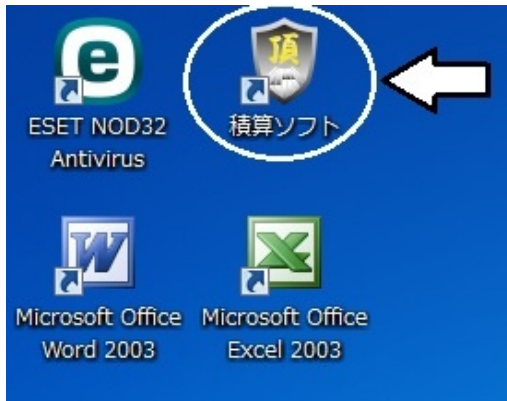 e
頂
ESET NOD32
Antivirus
積算ソフト
W
X
Microsoft Office
Word 2003
Microsoft Office
Excel 2003